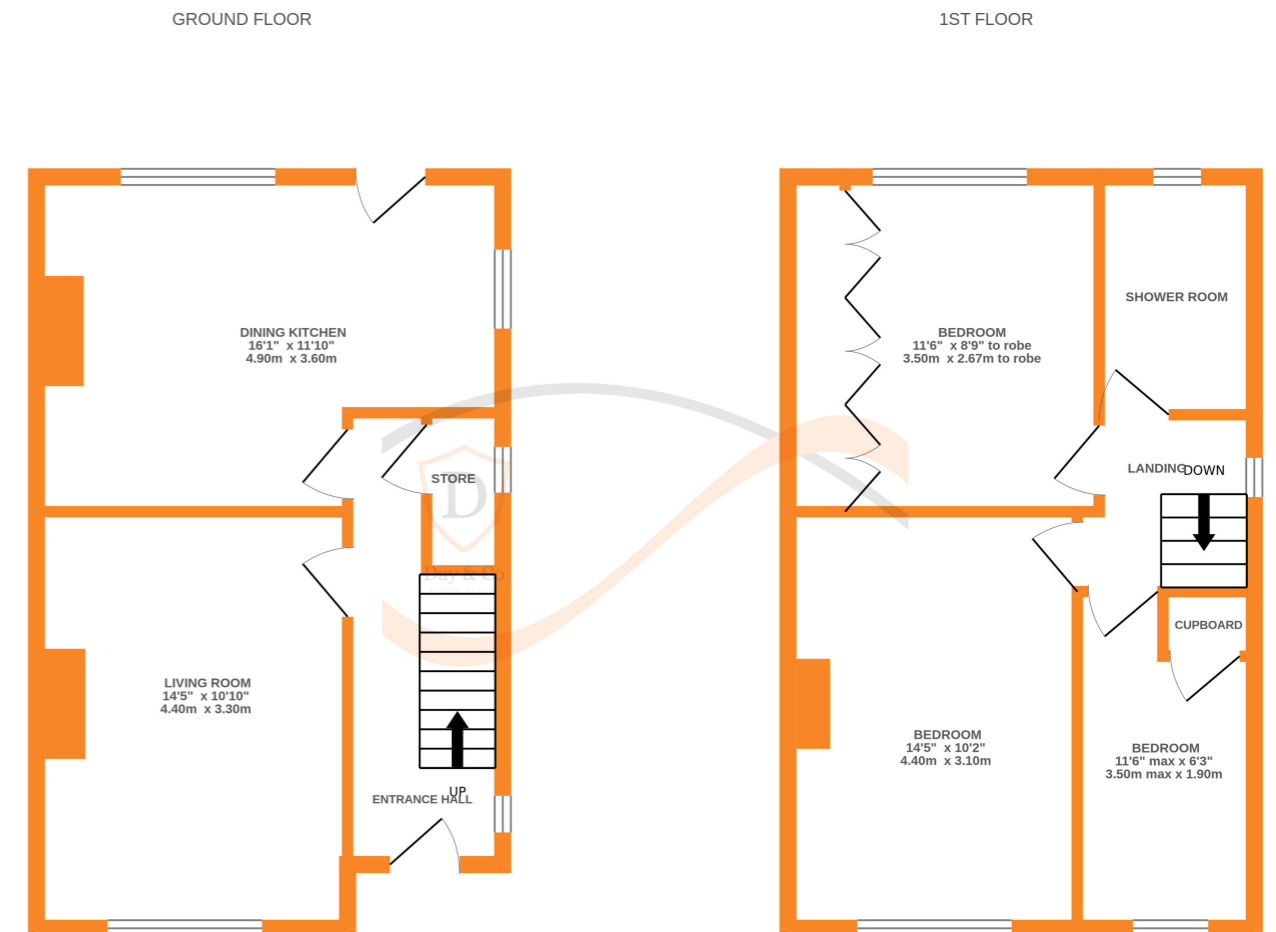 GROUND FLOOR
DINING KITCHEN
16'1"  x 11'10"
4.90m  x 3.60m
STORE
D
Day & Co
LIVING ROOM
14'5"  x 10'10"
4.40m  x 3.30m
UP
ENTRANCE HALL
1ST FLOOR
SHOWER ROOM
BEDROOM
11'6"  x 8'9" to robe
3.50m  x 2.67m to robe
LANDING
DOWN
CUPBOARD
BEDROOM
14'5"  x 10'2"
4.40m  x 3.10m
BEDROOM
11'6" max x 6'3"
3.50m max x 1.90m